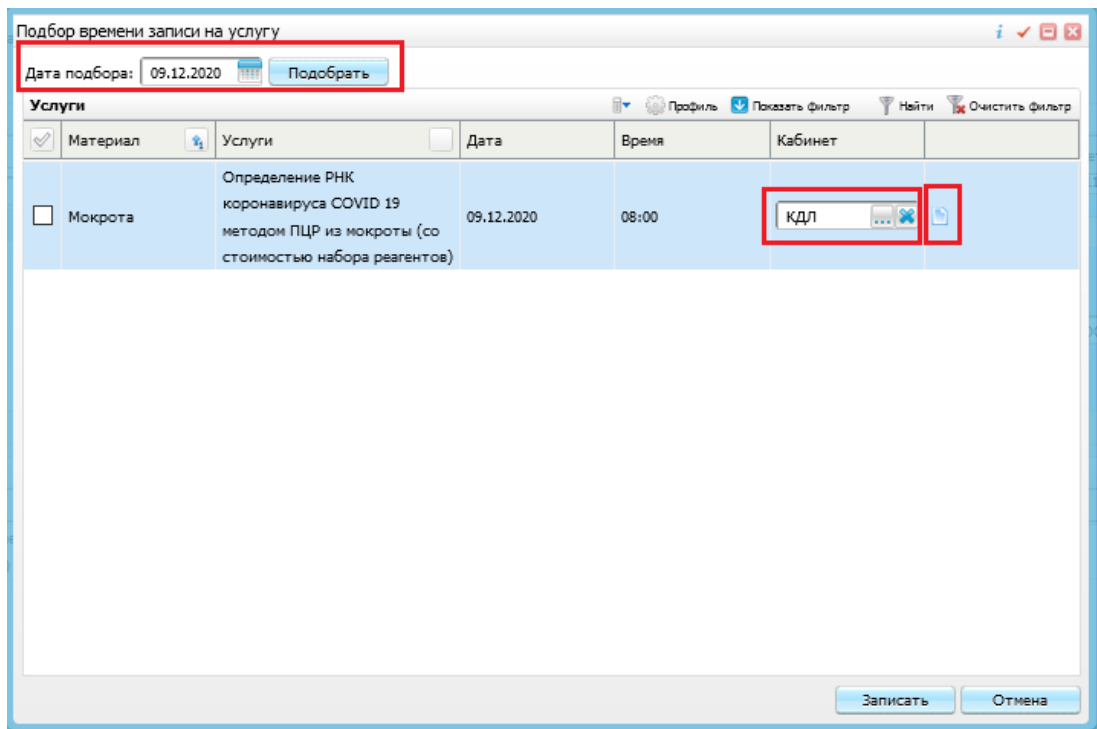 Подбор времени записи на услугу
Дата подбора: 09.12.2020 Подобрать
Услуги Профиль Показать фильтр Найти Очистить фильтр
Материал Услуги Дата Время Кабинет
Мокрота
Определение РНК
коронавируса COVID 19
методом ПЦР из мокроты (со
стоимостью набора реагентов)
09.12.2020 08:00 КДЛ ...
Записать Отмена